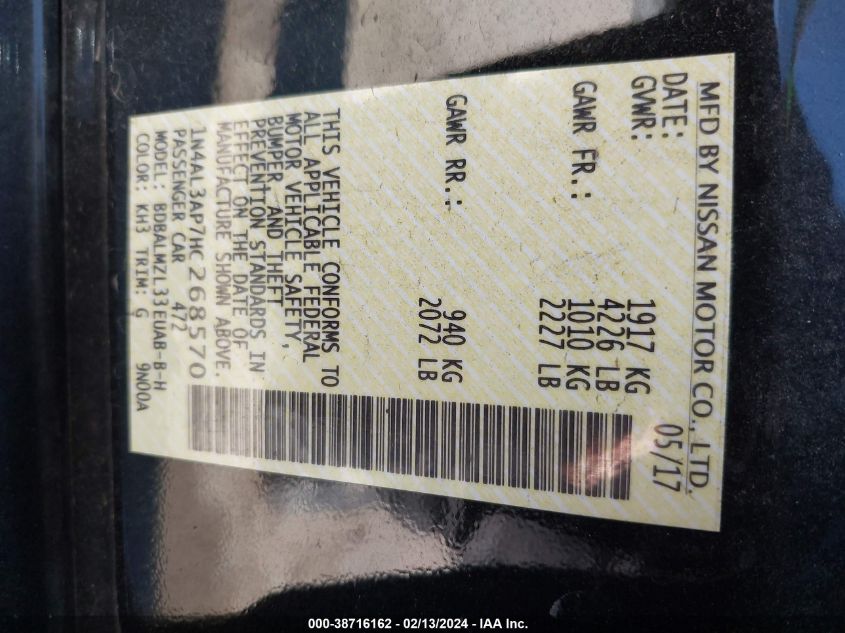 MFD BY NISSAN MOTOR CO., LTD.
DATE: 05/17
GVWR: 1917 KG
4226 LB
GAWR FR.: 1010 KG
2227 LB
GAWR RR.: 940 KG
2072 LB
THIS VEHICLE CONFORMS TO
ALL APPLICABLE FEDERAL
MOTOR VEHICLE SAFETY,
BUMPER, AND THEFT
PREVENTION STANDARDS IN
EFFECT ON THE DATE OF
MANUFACTURE SHOWN ABOVE.
1N4AL3AP7HC268570
PASSENGER CAR 472
MODEL: BDBALMZL33EUAB-B-H
COLOR: KH3 TRIM: G 9N00A
000-38716162 - 02/13/2024 - IAA Inc.